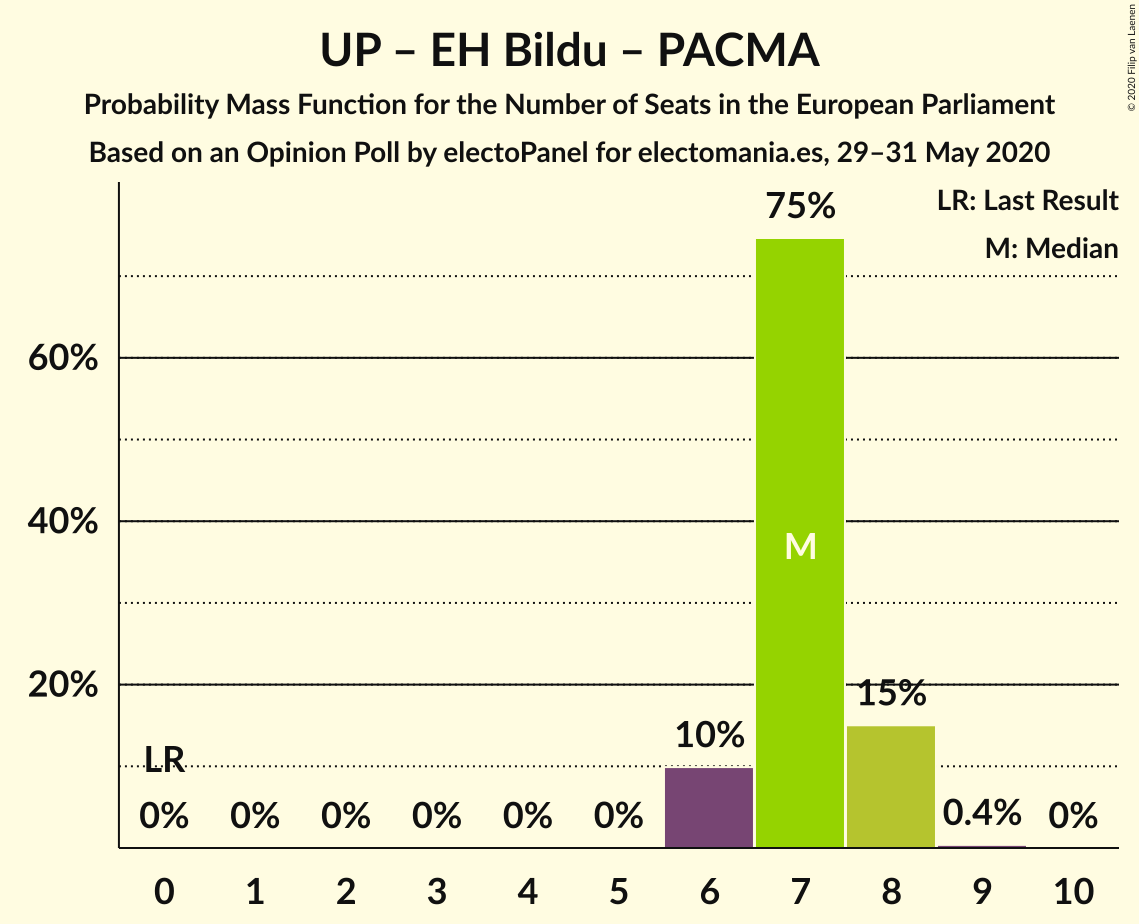 UP – EH Bildu – PACMA
Probability Mass Function for the Number of Seats in the European Parliament
Based on an Opinion Poll by electoPanel for electomania.es, 29–31 May 2020
© 2020 Filip van Laenen
LR: Last Result
M: Median
75%
60%
40%
M
20%
15%
10%
LR
0% 0% 0% 0% 0% 0% 0.4% 0%
0 1 2 3 4 5 6 7 8 9 10